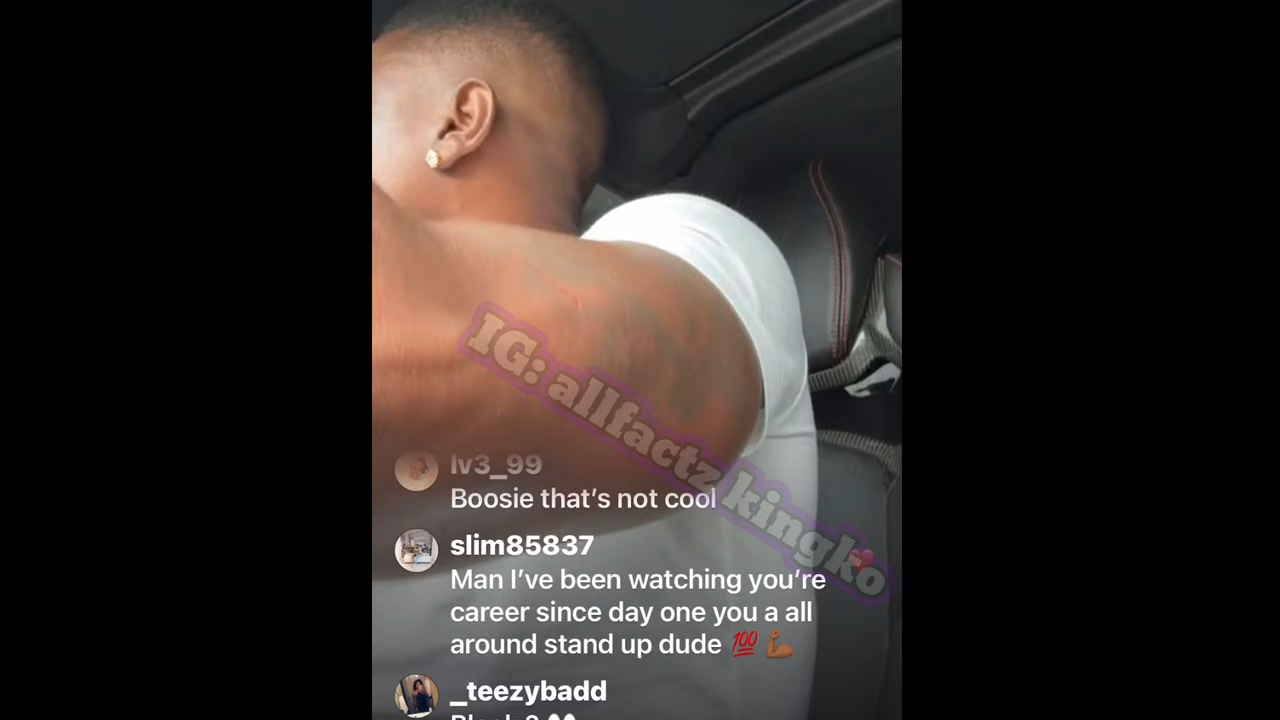 IG: allfactz kingko
lv3_99
Boosie that’s not cool
slim85837
Man I’ve been watching you’re
career since day one you a all
around stand up dude 💯 💪🏾
_teezybadd